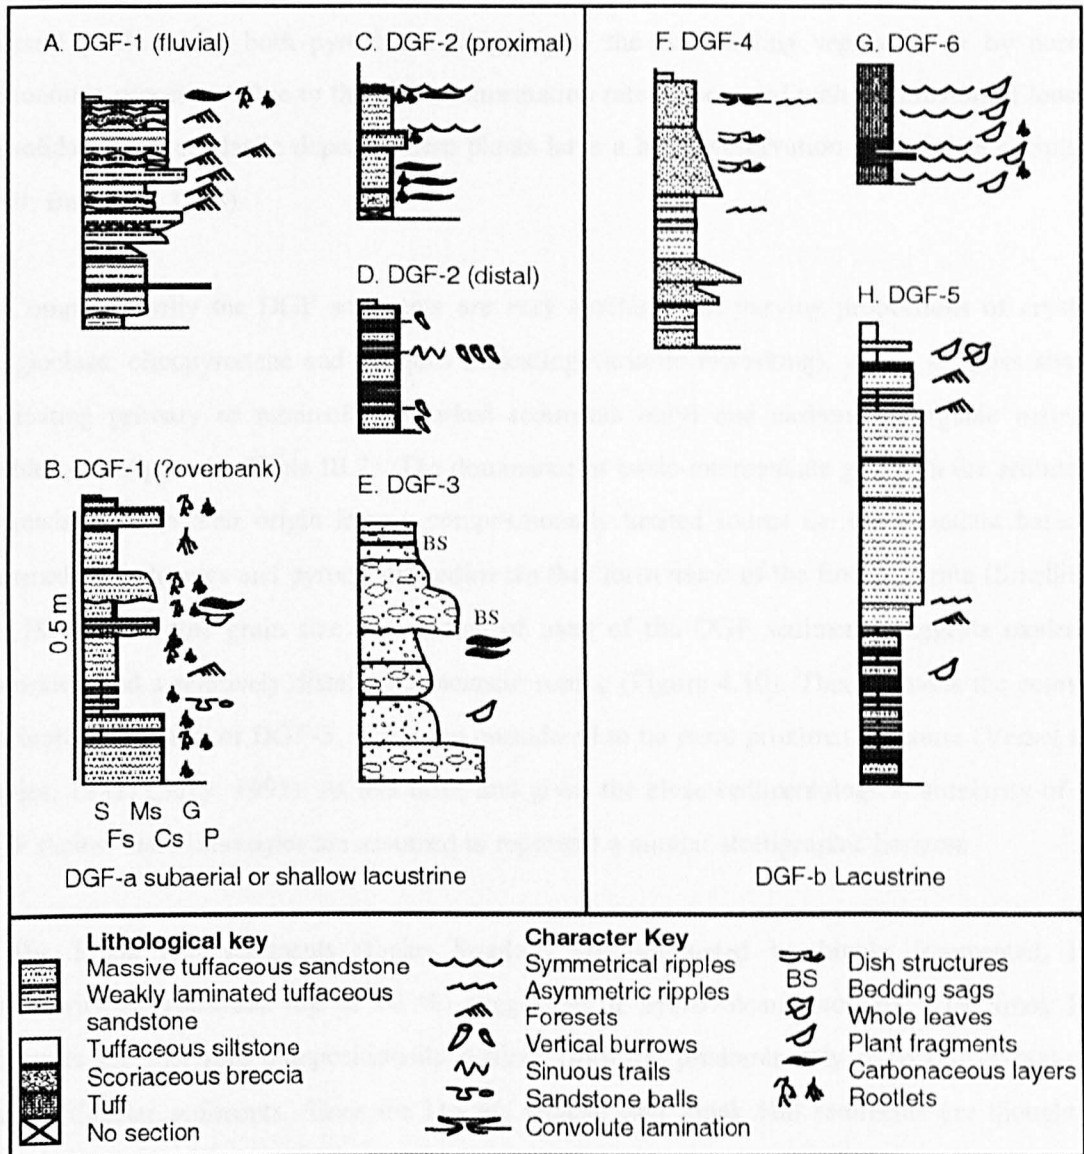 A. DGF-1 (fluvial)
C. DGF-2 (proximal)
F. DGF-4
G. DGF-6
D. DGF-2 (distal)
H. DGF-5
B. DGF-1 (?overbank)
E. DGF-3
BS
BS
0.5 m
S Ms G
Fs Cs P
DGF-a subaerial or shallow lacustrine
DGF-b Lacustrine
Lithological key
Massive tuffaceous sandstone
Weakly laminated tuffaceous
sandstone
Tuffaceous siltstone
Scoriaceous breccia
Tuff
No section
Character Key
Symmetrical ripples
Asymmetric ripples
Foresets
Vertical burrows
Sinuous trails
Sandstone balls
Convolute lamination
Dish structures
BS Bedding sags
Whole leaves
Plant fragments
Carbonaceous layers
Rootlets